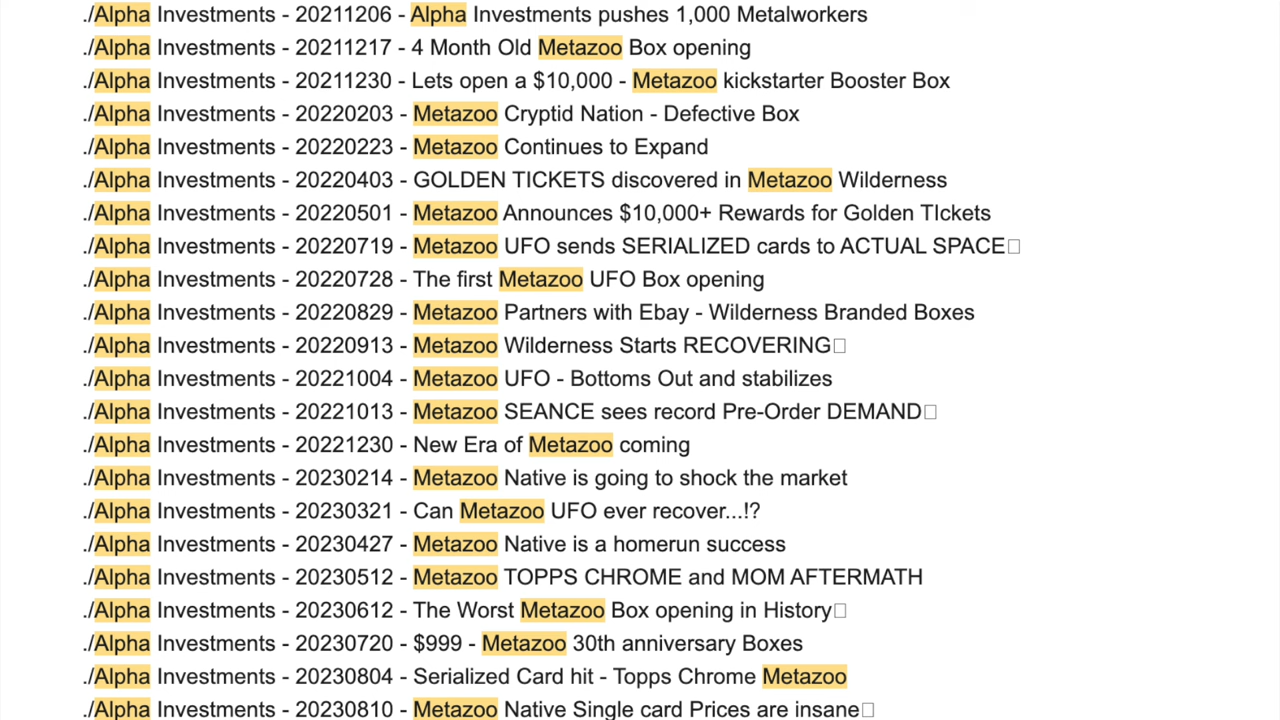 ./Alpha Investments - 20211206 - Alpha Investments pushes 1,000 Metalworkers
./Alpha Investments - 20211217 - 4 Month Old Metazoo Box opening
./Alpha Investments - 20211230 - Lets open a $10,000 - Metazoo kickstarter Booster Box
./Alpha Investments - 20220203 - Metazoo Cryptid Nation - Defective Box
./Alpha Investments - 20220223 - Metazoo Continues to Expand
./Alpha Investments - 20220403 - GOLDEN TICKETS discovered in Metazoo Wilderness
./Alpha Investments - 20220501 - Metazoo Announces $10,000+ Rewards for Golden TIckets
./Alpha Investments - 20220719 - Metazoo UFO sends SERIALIZED cards to ACTUAL SPACE
./Alpha Investments - 20220728 - The first Metazoo UFO Box opening
./Alpha Investments - 20220829 - Metazoo Partners with Ebay - Wilderness Branded Boxes
./Alpha Investments - 20220913 - Metazoo Wilderness Starts RECOVERING
./Alpha Investments - 20221004 - Metazoo UFO - Bottoms Out and stabilizes
./Alpha Investments - 20221013 - Metazoo SEANCE sees record Pre-Order DEMAND
./Alpha Investments - 20221230 - New Era of Metazoo coming
./Alpha Investments - 20230214 - Metazoo Native is going to shock the market
./Alpha Investments - 20230321 - Can Metazoo UFO ever recover...!?
./Alpha Investments - 20230427 - Metazoo Native is a homerun success
./Alpha Investments - 20230512 - Metazoo TOPPS CHROME and MOM AFTERMATH
./Alpha Investments - 20230612 - The Worst Metazoo Box opening in History
./Alpha Investments - 20230720 - $999 - Metazoo 30th anniversary Boxes
./Alpha Investments - 20230804 - Serialized Card hit - Topps Chrome Metazoo
./Alpha Investments - 20230810 - Metazoo Native Single card Prices are insane